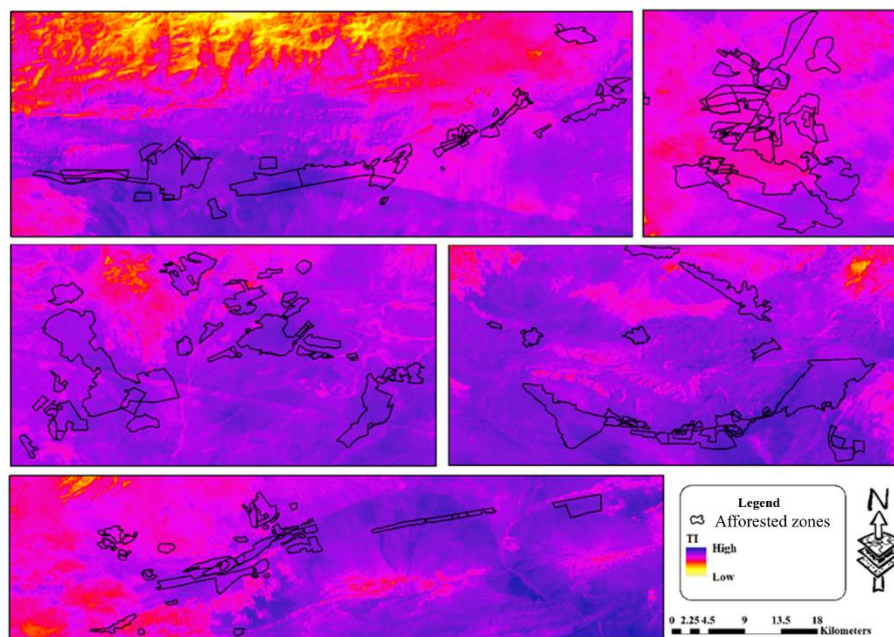 Legend
Afforested zones
TI
High
Low
N
0 2.25 4.5 9 13.5 18
Kilometers